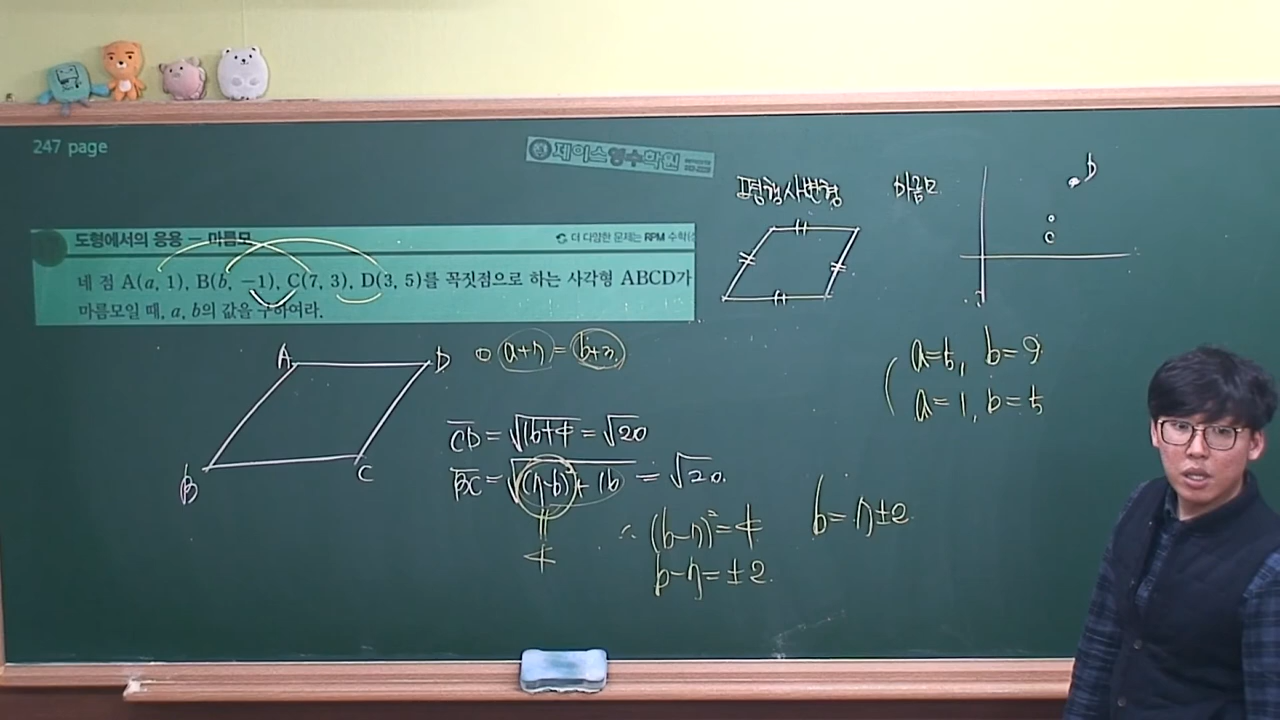 247 page
제이스영수학원
도형에서의 응용 - 마름모
더 다양한 문제는 RPM 수학(상
네 점 A(a, 1), B(b, -1), C(7, 3), D(3, 5)를 꼭짓점으로 하는 사각형 ABCD가
마름모일 때, a, b의 값을 구하여라.
평행사변형
마름모
D
C
A
D
B
C
a+7 = b+3
CD = √16+4 = √20
BC = √(7-b)²+16 = √20
4
∴ (b-7)² = 4
b-7 = ±2
b = 7±2
a=5, b=9
a=1, b=5